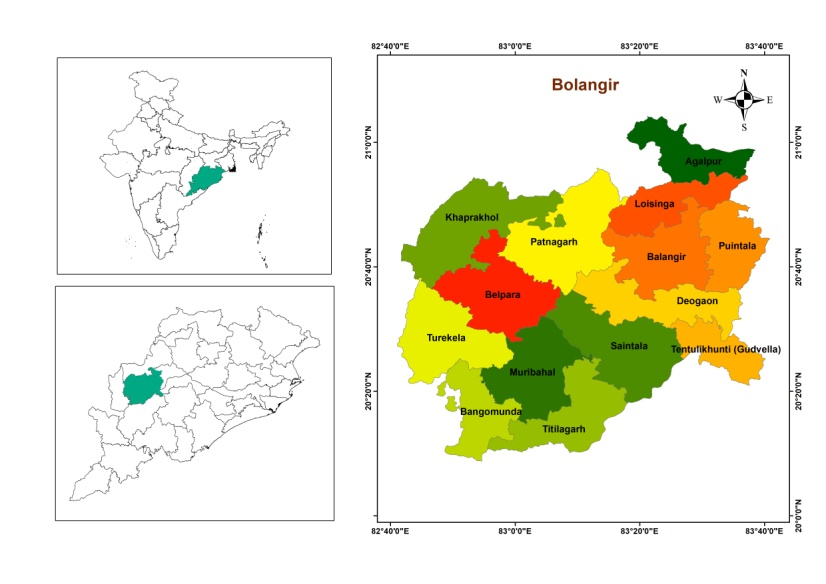 82°40'0"E 83°0'0"E 83°20'0"E 83°40'0"E
Bolangir
N
W E
S
21°0'0"N 21°0'0"N
Agalpur
Loisinga
Khaprakhol
Patnagarh
Puintala
Balangir
20°40'0"N 20°40'0"N
Belpara
Deogaon
Turekela
Saintala
Tentulikhunti (Gudvella)
Muribahal
20°20'0"N 20°20'0"N
Bangomunda
Titilagarh
20°0'0"N
82°40'0"E 83°0'0"E 83°20'0"E 83°40'0"E